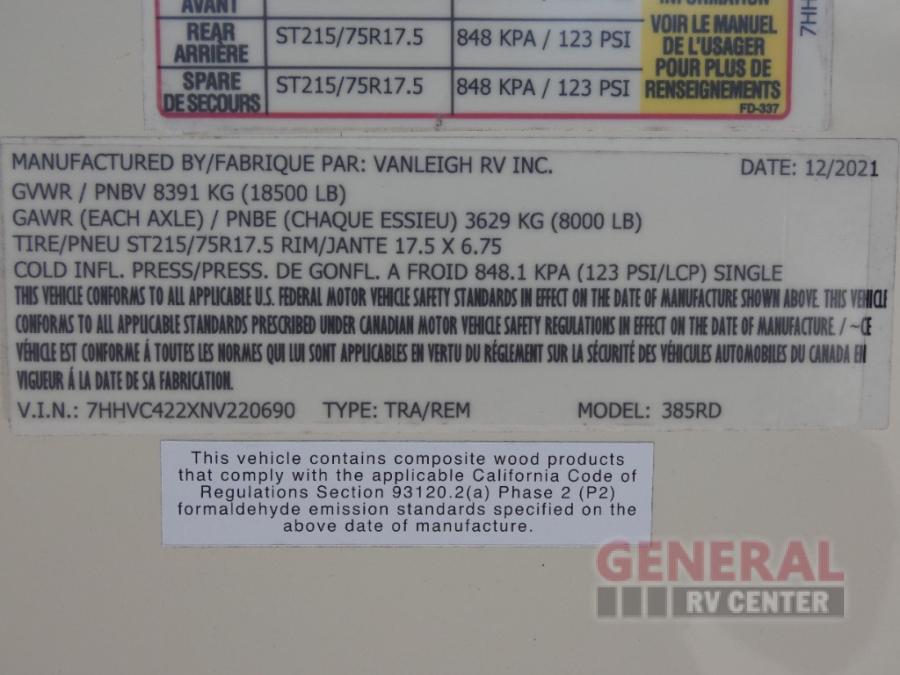 AVANT
REAR
ARRIÈRE
ST215/75R17.5
848 KPA / 123 PSI
SPARE
DE SECOURS
ST215/75R17.5
848 KPA / 123 PSI
INFORMATION
VOIR LE MANUEL
DE L'USAGER
POUR PLUS DE
RENSEIGNEMENTS
FD-337
7HH
MANUFACTURED BY/FABRIQUE PAR: VANLEIGH RV INC. DATE: 12/2021
GVWR / PNBV 8391 KG (18500 LB)
GAWR (EACH AXLE) / PNBE (CHAQUE ESSIEU) 3629 KG (8000 LB)
TIRE/PNEU ST215/75R17.5 RIM/JANTE 17.5 X 6.75
COLD INFL. PRESS/PRESS. DE GONFL. A FROID 848.1 KPA (123 PSI/LCP) SINGLE
THIS VEHICLE CONFORMS TO ALL APPLICABLE U.S. FEDERAL MOTOR VEHICLE SAFETY STANDARDS IN EFFECT ON THE DATE OF MANUFACTURE SHOWN ABOVE. THIS VEHICLE
CONFORMS TO ALL APPLICABLE STANDARDS PRESCRIBED UNDER CANADIAN MOTOR VEHICLE SAFETY REGULATIONS IN EFFECT ON THE DATE OF MANUFACTURE. / ~CE
VÉHICLE EST CONFORME Á TOUTES LES NORMES QUI LUI SONT APPLICABLES EN VERTU DU RÉGLEMENT SUR LA SÉCURITÉ DES VÉHICULES AUTOMOBILES DU CANADA EN
VIGUEUR Á LA DATE DE SA FABRICATION.
V.I.N.: 7HHVC422XNV220690 TYPE: TRA/REM MODEL: 385RD
This vehicle contains composite wood products
that comply with the applicable California Code of
Regulations Section 93120.2(a) Phase 2 (P2)
formaldehyde emission standards specified on the
above date of manufacture.
GENERAL
RV CENTER